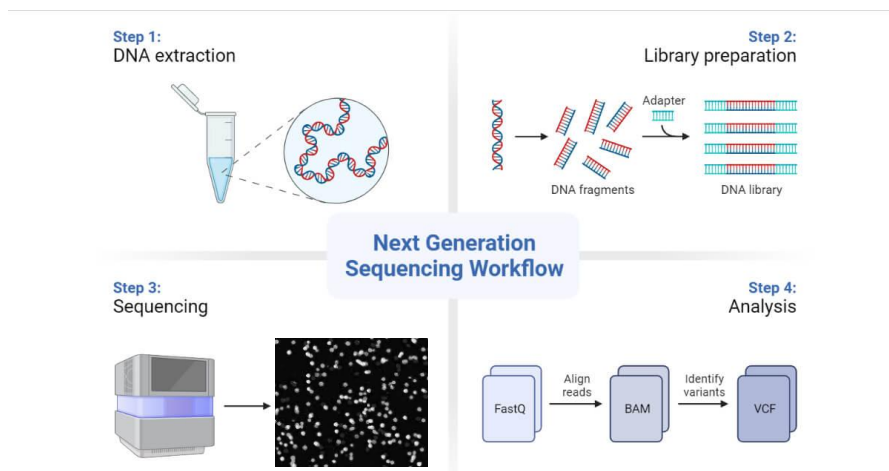 Step 1:
DNA extraction
Step 2:
Library preparation
Adapter
DNA fragments
DNA library
Next Generation
Sequencing Workflow
Step 3:
Sequencing
Step 4:
Analysis
FastQ
Align
reads
BAM
Identify
variants
VCF